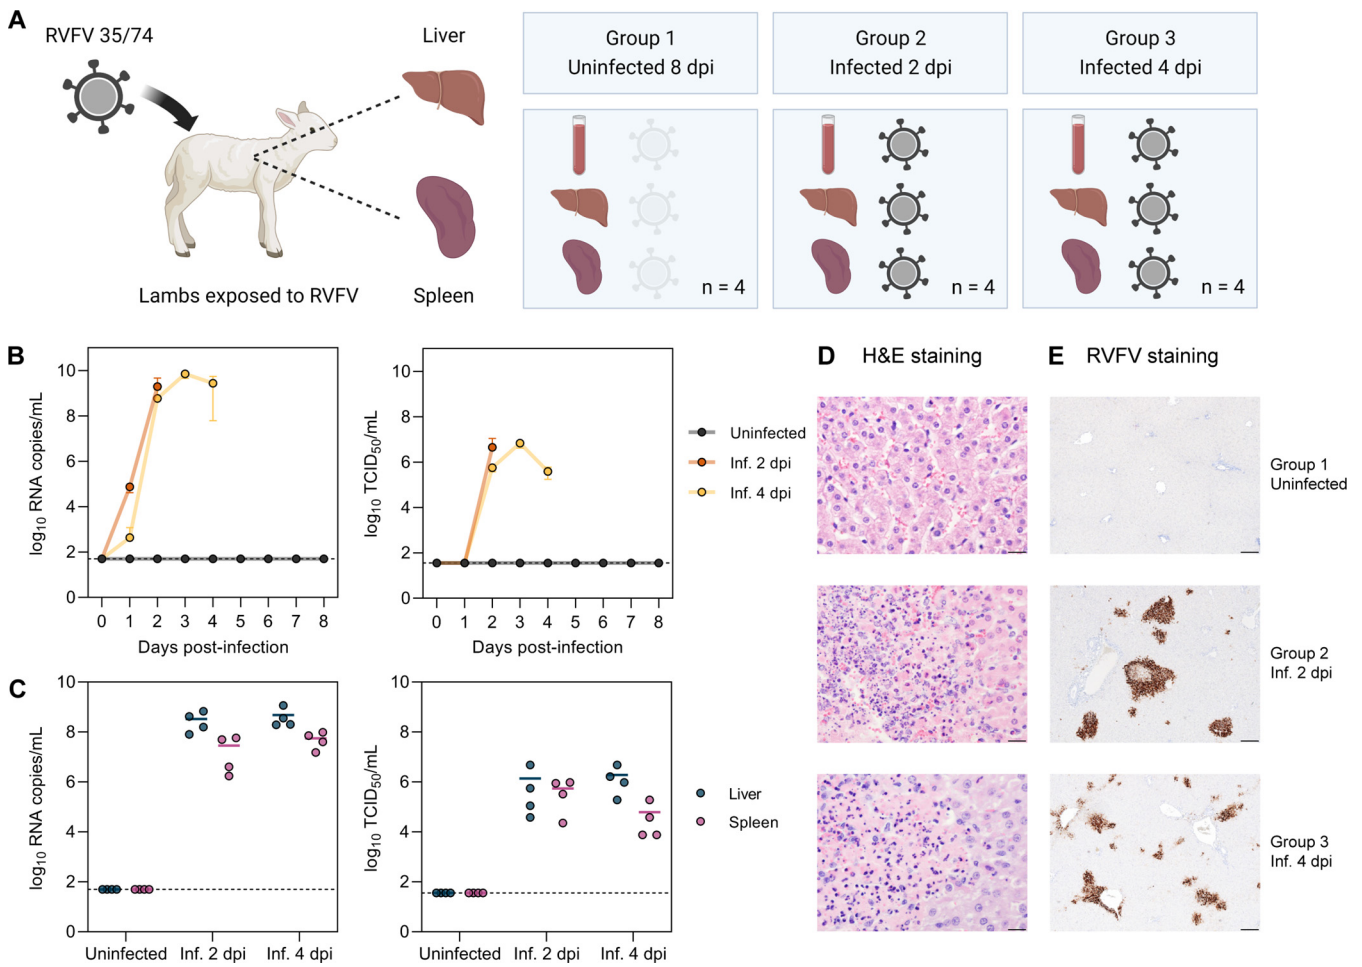 A
RVFV 35/74
Lambs exposed to RVFV
Liver
Spleen
Group 1
Uninfected 8 dpi
n = 4
Group 2
Infected 2 dpi
n = 4
Group 3
Infected 4 dpi
n = 4
B
log10 RNA copies/mL
10
8
6
4
2
0
0 1 2 3 4 5 6 7 8
Days post-infection
log10 TCID50/mL
10
8
6
4
2
0
0 1 2 3 4 5 6 7 8
Days post-infection
Uninfected
Inf. 2 dpi
Inf. 4 dpi
C
log10 RNA copies/mL
10
8
6
4
2
0
Uninfected Inf. 2 dpi Inf. 4 dpi
log10 TCID50/mL
10
8
6
4
2
0
Uninfected Inf. 2 dpi Inf. 4 dpi
Liver
Spleen
D H&E staining
E RVFV staining
Group 1
Uninfected
Group 2
Inf. 2 dpi
Group 3
Inf. 4 dpi